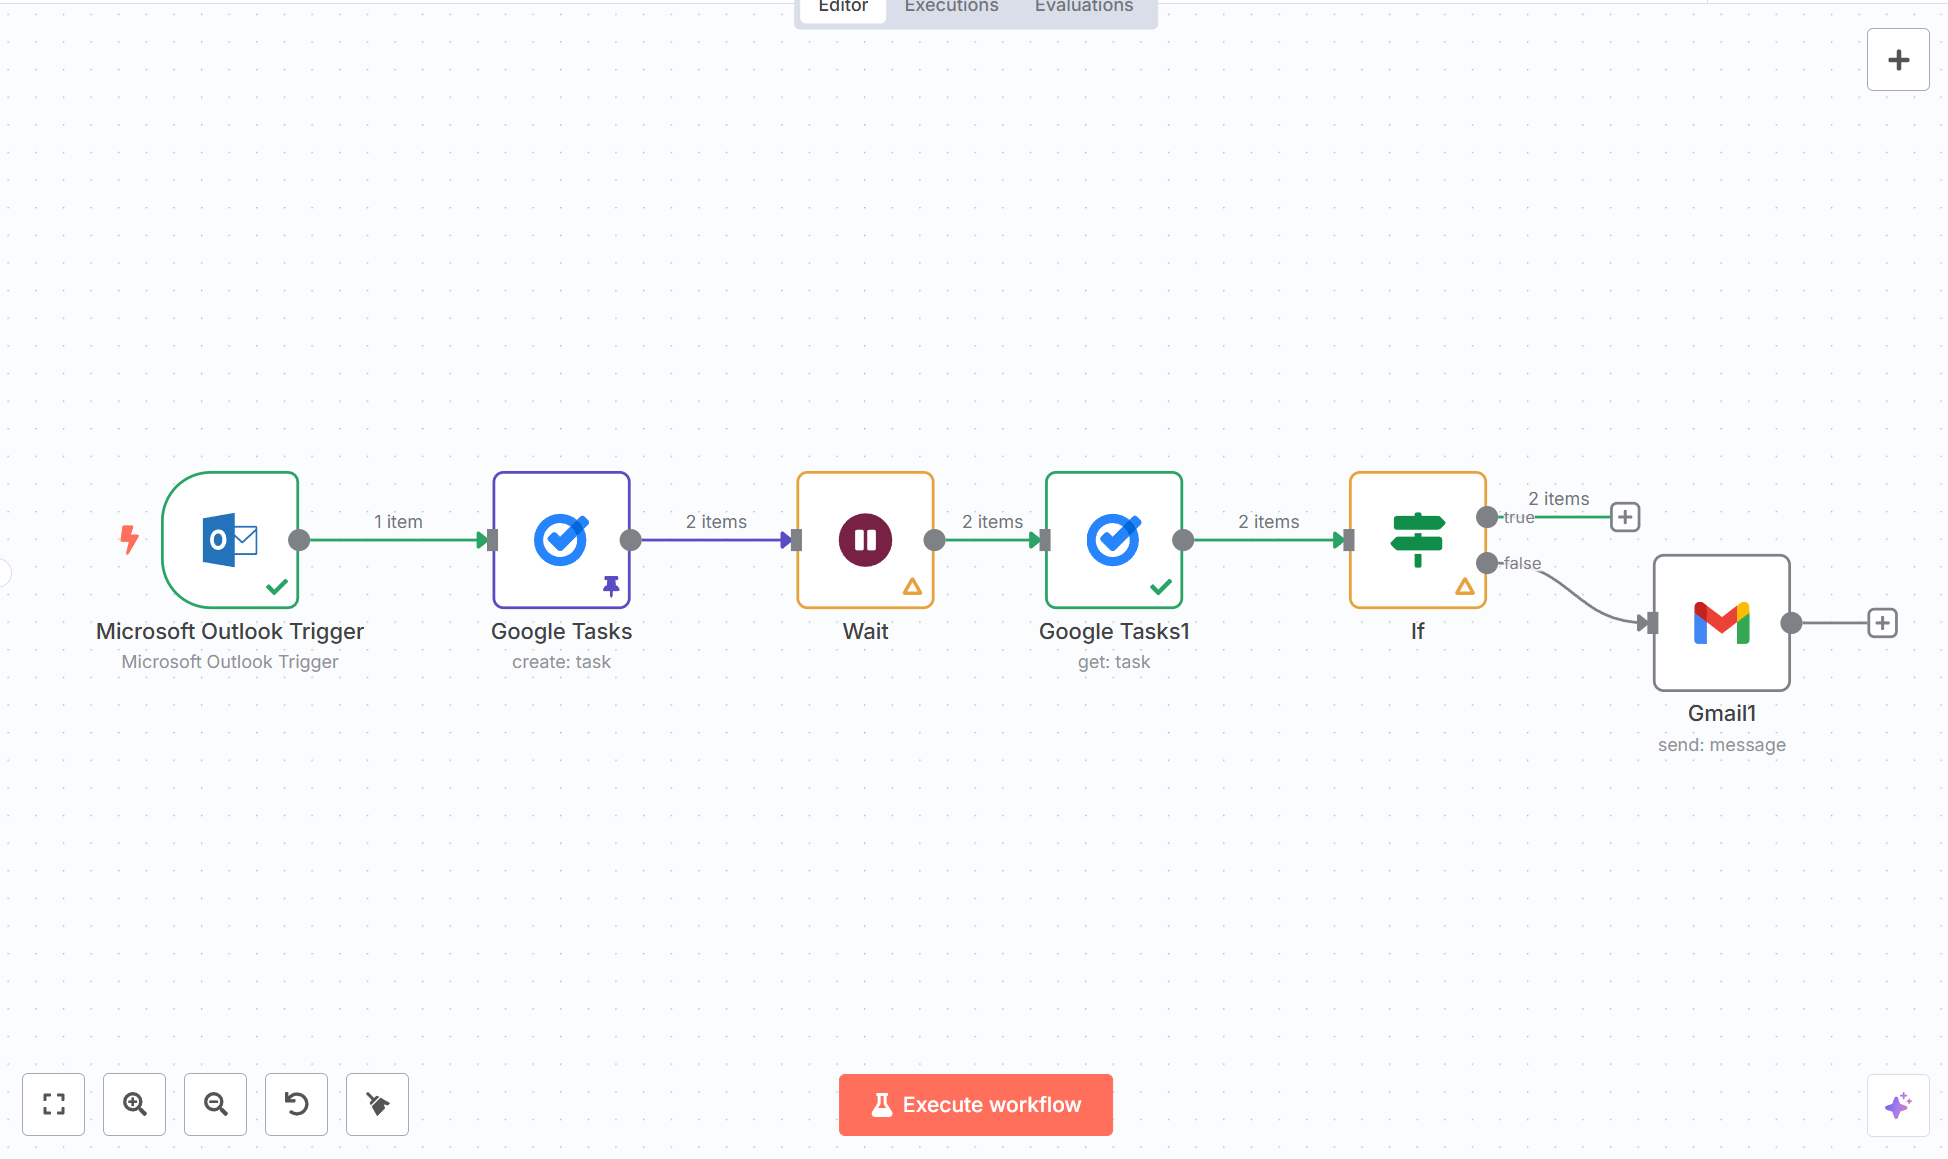 Editor Executions Evaluations
1 item
2 items
2 items
2 items
2 items
true
false
Microsoft Outlook Trigger
Microsoft Outlook Trigger
Google Tasks
create: task
Wait
Google Tasks1
get: task
If
Gmail1
send: message
Execute workflow